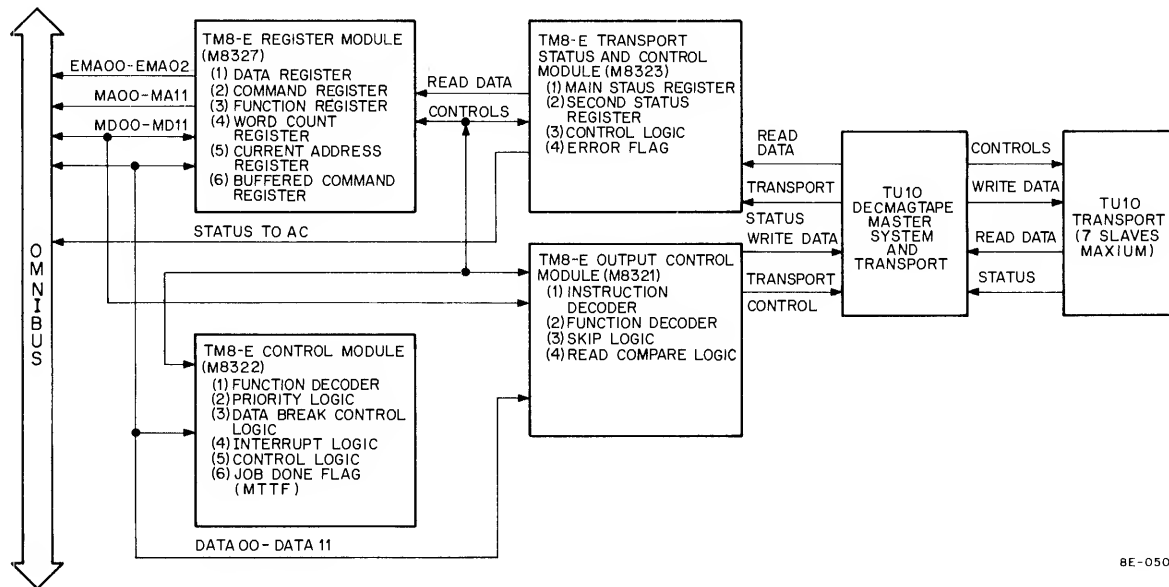 OMNIBUS
EMA00-EMA02
MA00-MA11
MD00-MD11
STATUS TO AC
DATA 00- DATA 11
TM8-E REGISTER MODULE
(M8327)
(1) DATA REGISTER
(2) COMMAND REGISTER
(3) FUNCTION REGISTER
(4) WORD COUNT
REGISTER
(5) CURRENT ADDRESS
REGISTER
(6) BUFFERED COMMAND
REGISTER
READ DATA
CONTROLS
TM8-E TRANSPORT
STATUS AND CONTROL
MODULE (M8323)
(1) MAIN STAUS REGISTER
(2) SECOND STATUS
REGISTER
(3) CONTROL LOGIC
(4) ERROR FLAG
TM8-E CONTROL MODULE
(M8322)
(1) FUNCTION DECODER
(2) PRIORITY LOGIC
(3) DATA BREAK CONTROL
LOGIC
(4) INTERRUPT LOGIC
(5) CONTROL LOGIC
(6) JOB DONE FLAG
(MTTF)
TM8-E OUTPUT CONTROL
MODULE (M8321)
(1) INSTRUCTION
DECODER
(2) FUNCTION DECODER
(3) SKIP LOGIC
(4) READ COMPARE LOGIC
READ
DATA
TRANSPORT
STATUS
WRITE DATA
TRANSPORT
CONTROL
TU10
DECMAGTAPE
MASTER
SYSTEM
AND
TRANSPORT
CONTROLS
WRITE DATA
READ DATA
STATUS
TU10
TRANSPORT
(7 SLAVES
MAXIUM)
8E-050